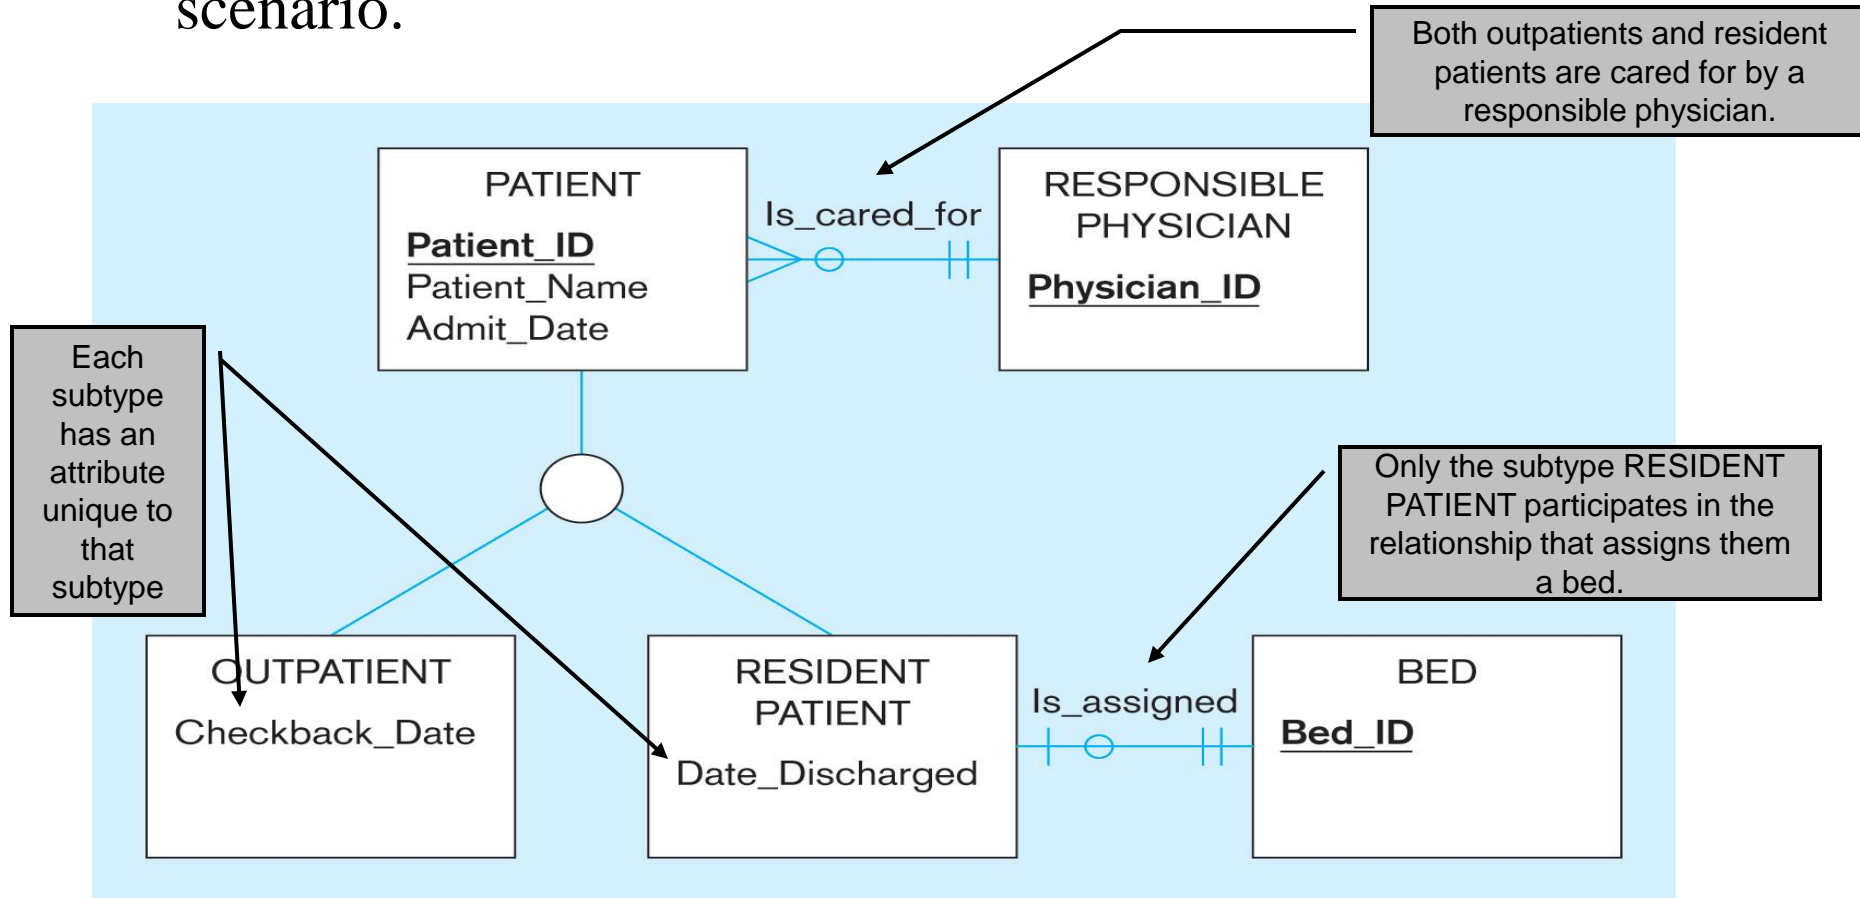 scenario.
Both outpatients and resident
patients are cared for by a
responsible physician.
PATIENT
Patient_ID
Patient_Name
Admit_Date
Is_cared_for
RESPONSIBLE
PHYSICIAN
Physician_ID
Each
subtype
has an
attribute
unique to
that
subtype
Only the subtype RESIDENT
PATIENT participates in the
relationship that assigns them
a bed.
OUTPATIENT
Checkback_Date
RESIDENT
PATIENT
Date_Discharged
Is_assigned
BED
Bed_ID